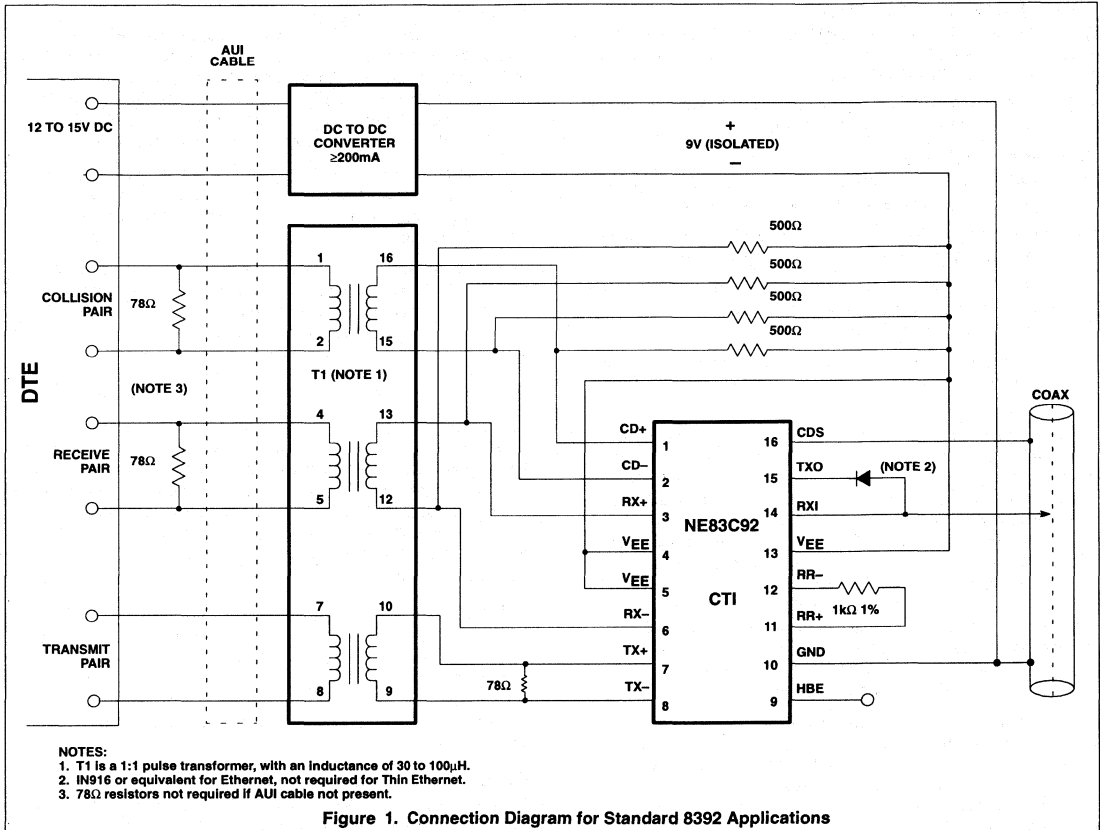 AUI
CABLE
12 TO 15V DC
DC TO DC
CONVERTER
≥200mA
+
9V (ISOLATED)
–
500Ω
500Ω
500Ω
500Ω
1
16
COLLISION
PAIR
78Ω
2
15
T1 (NOTE 1)
DTE
(NOTE 3)
4
13
RECEIVE
PAIR
78Ω
5
12
7
10
TRANSMIT
PAIR
8
9
78Ω
CD+
1
CD–
2
RX+
3
VEE
4
VEE
5
RX–
6
TX+
7
TX–
8
NE83C92
CTI
16
CDS
15
TXO
(NOTE 2)
14
RXI
13
VEE
12
RR–
1kΩ 1%
11
RR+
10
GND
9
HBE
COAX
NOTES:
1. T1 is a 1:1 pulse transformer, with an inductance of 30 to 100μH.
2. IN916 or equivalent for Ethernet, not required for Thin Ethernet.
3. 78Ω resistors not required if AUI cable not present.
Figure 1. Connection Diagram for Standard 8392 Applications